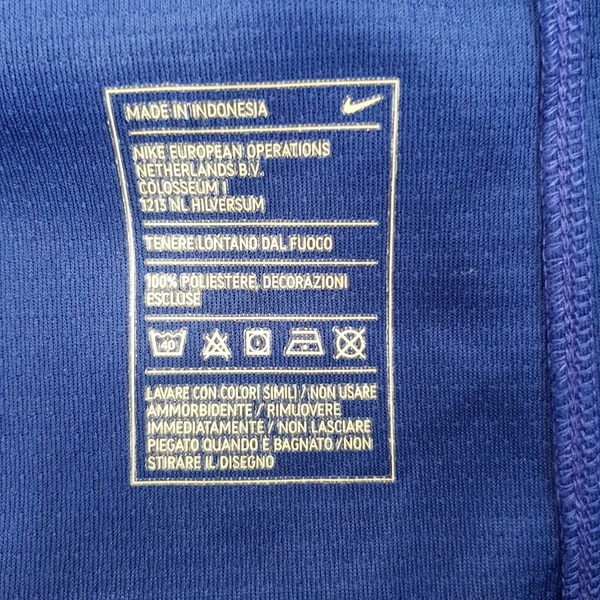 MADE IN INDONESIA
NIKE EUROPEAN OPERATIONS
NETHERLANDS B.V.
COLOSSEUM 1
1213 NL HILVERSUM
TENERE LONTANO DAL FUOCO
100% POLIESTERE, DECORAZIONI
ESCLUSE
40
LAVARE CON COLORI SIMILI / NON USARE
AMMORBIDENTE / RIMUOVERE
IMMEDIATAMENTE / NON LASCIARE
PIEGATO QUANDO È BAGNATO / NON
STIRARE IL DISEGNO